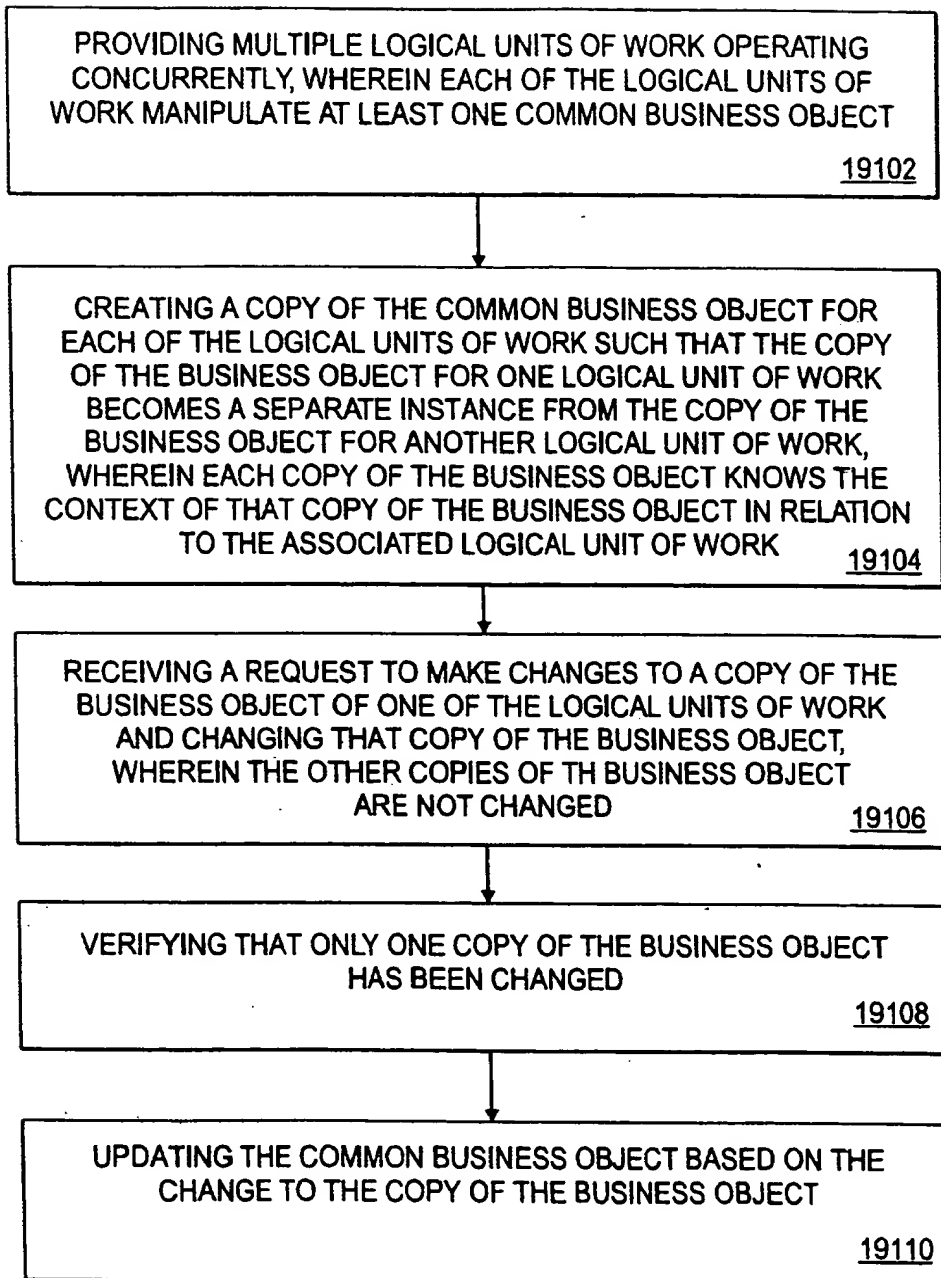 PROVIDING MULTIPLE LOGICAL UNITS OF WORK OPERATING
CONCURRENTLY, WHEREIN EACH OF THE LOGICAL UNITS OF
WORK MANIPULATE AT LEAST ONE COMMON BUSINESS OBJECT
19102
CREATING A COPY OF THE COMMON BUSINESS OBJECT FOR
EACH OF THE LOGICAL UNITS OF WORK SUCH THAT THE COPY
OF THE BUSINESS OBJECT FOR ONE LOGICAL UNIT OF WORK
BECOMES A SEPARATE INSTANCE FROM THE COPY OF THE
BUSINESS OBJECT FOR ANOTHER LOGICAL UNIT OF WORK,
WHEREIN EACH COPY OF THE BUSINESS OBJECT KNOWS THE
CONTEXT OF THAT COPY OF THE BUSINESS OBJECT IN RELATION
TO THE ASSOCIATED LOGICAL UNIT OF WORK
19104
RECEIVING A REQUEST TO MAKE CHANGES TO A COPY OF THE
BUSINESS OBJECT OF ONE OF THE LOGICAL UNITS OF WORK
AND CHANGING THAT COPY OF THE BUSINESS OBJECT,
WHEREIN THE OTHER COPIES OF TH BUSINESS OBJECT
ARE NOT CHANGED
19106
VERIFYING THAT ONLY ONE COPY OF THE BUSINESS OBJECT
HAS BEEN CHANGED
19108
UPDATING THE COMMON BUSINESS OBJECT BASED ON THE
CHANGE TO THE COPY OF THE BUSINESS OBJECT
19110